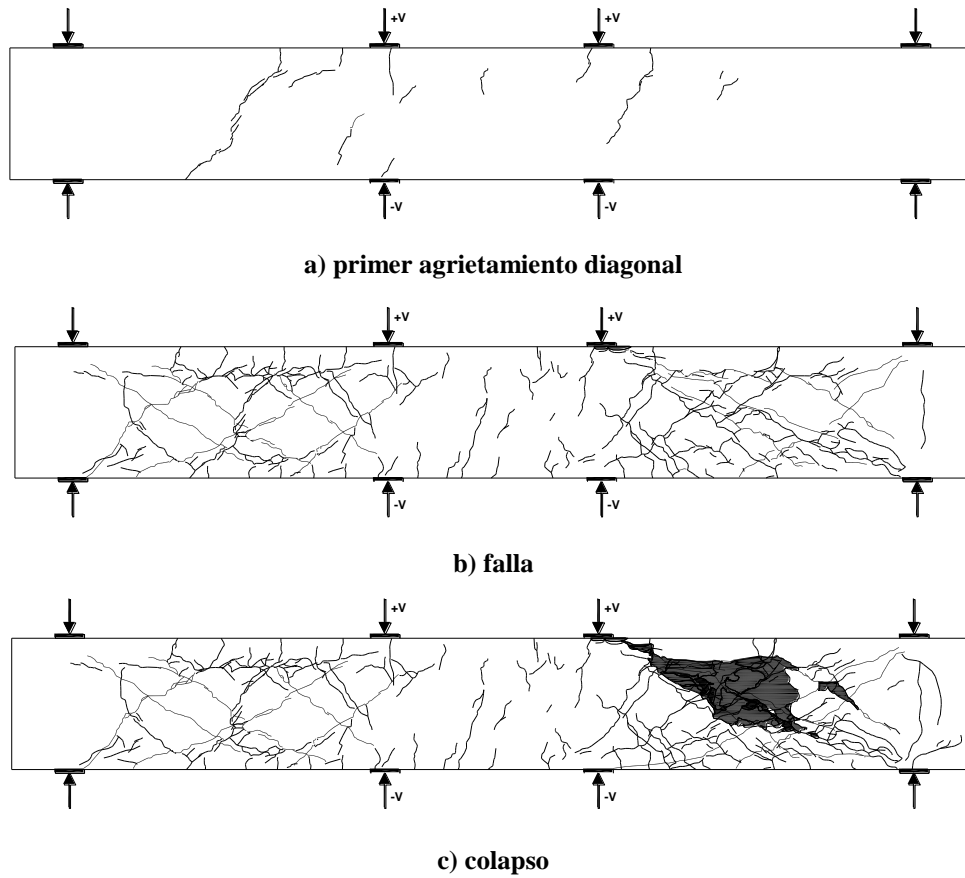 +V +V
-V -V
a) primer agrietamiento diagonal
+V +V
-V -V
b) falla
+V +V
-V -V
c) colapso